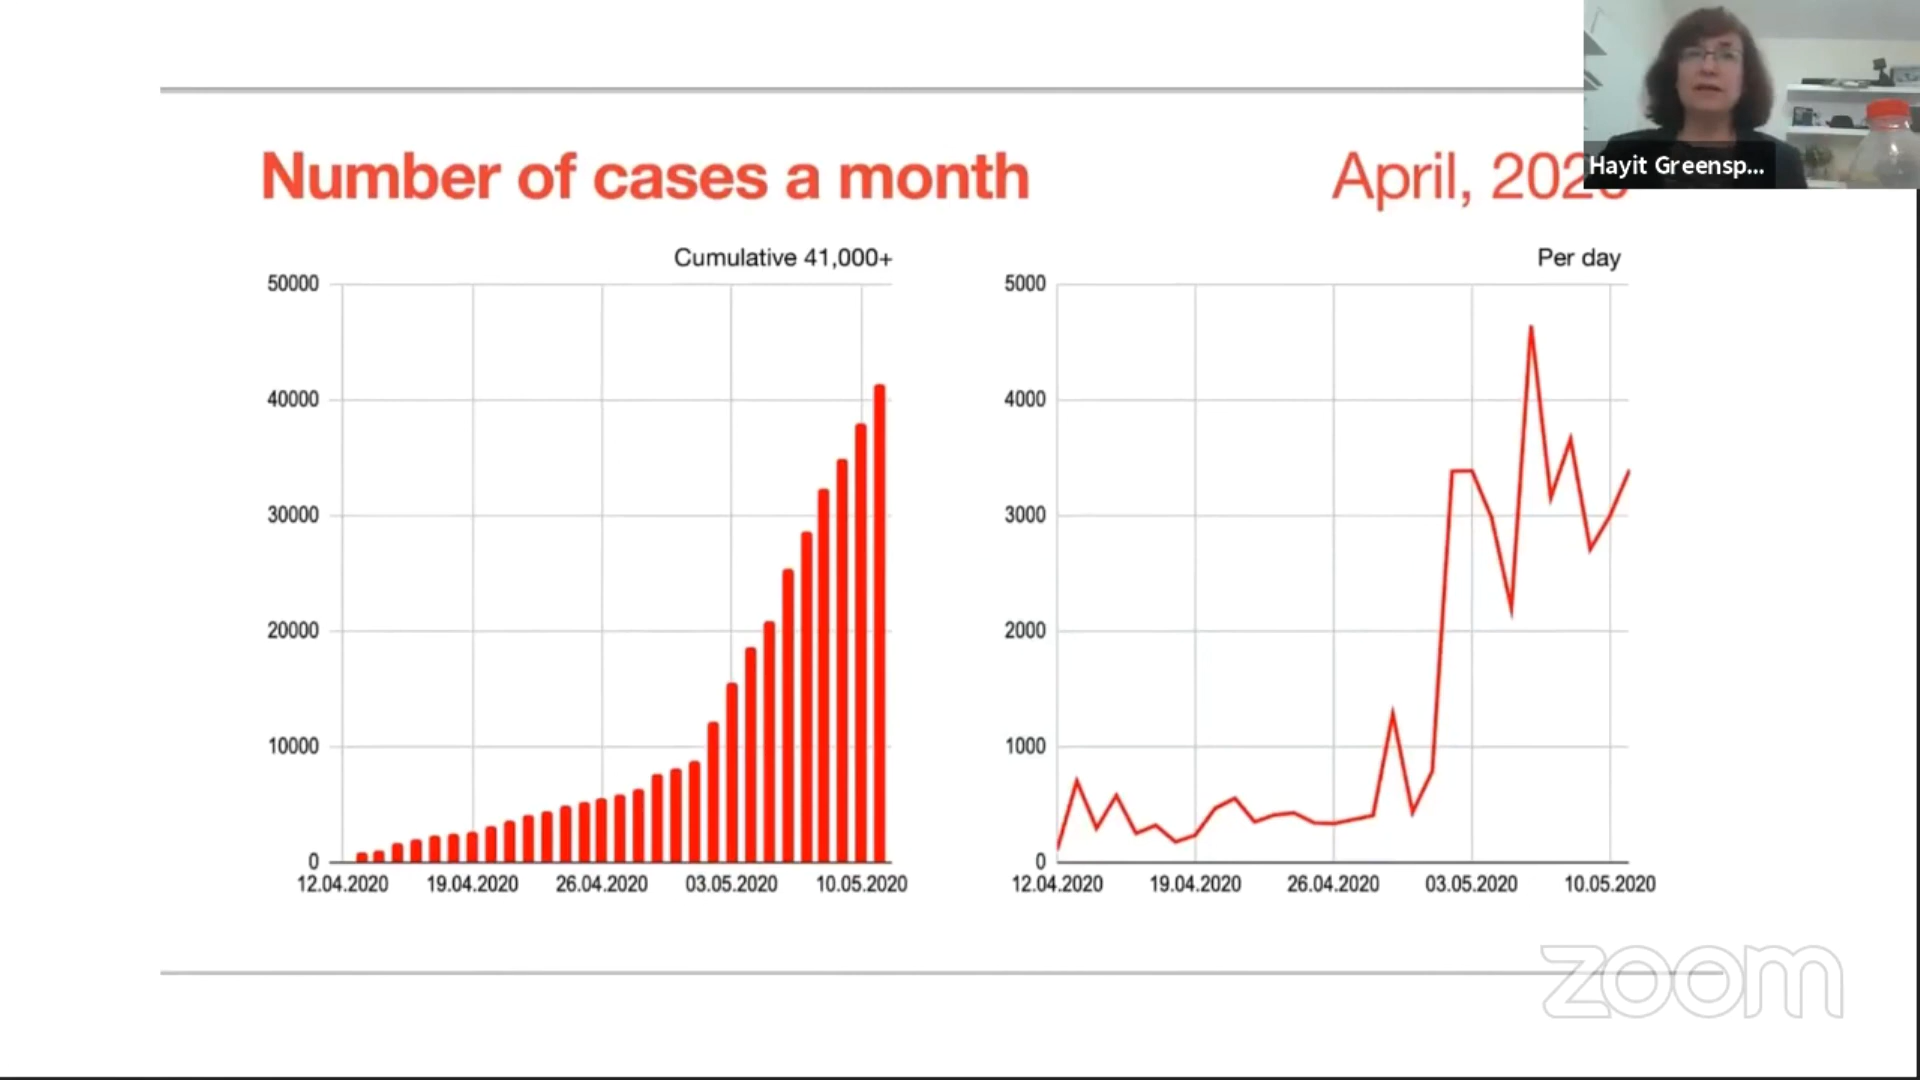 Number of cases a month
April, 202
Hayit Greensp...
Cumulative 41,000+
50000
40000
30000
20000
10000
0
12.04.2020 19.04.2020 26.04.2020 03.05.2020 10.05.2020
Per day
5000
4000
3000
2000
1000
0
12.04.2020 19.04.2020 26.04.2020 03.05.2020 10.05.2020
zoom